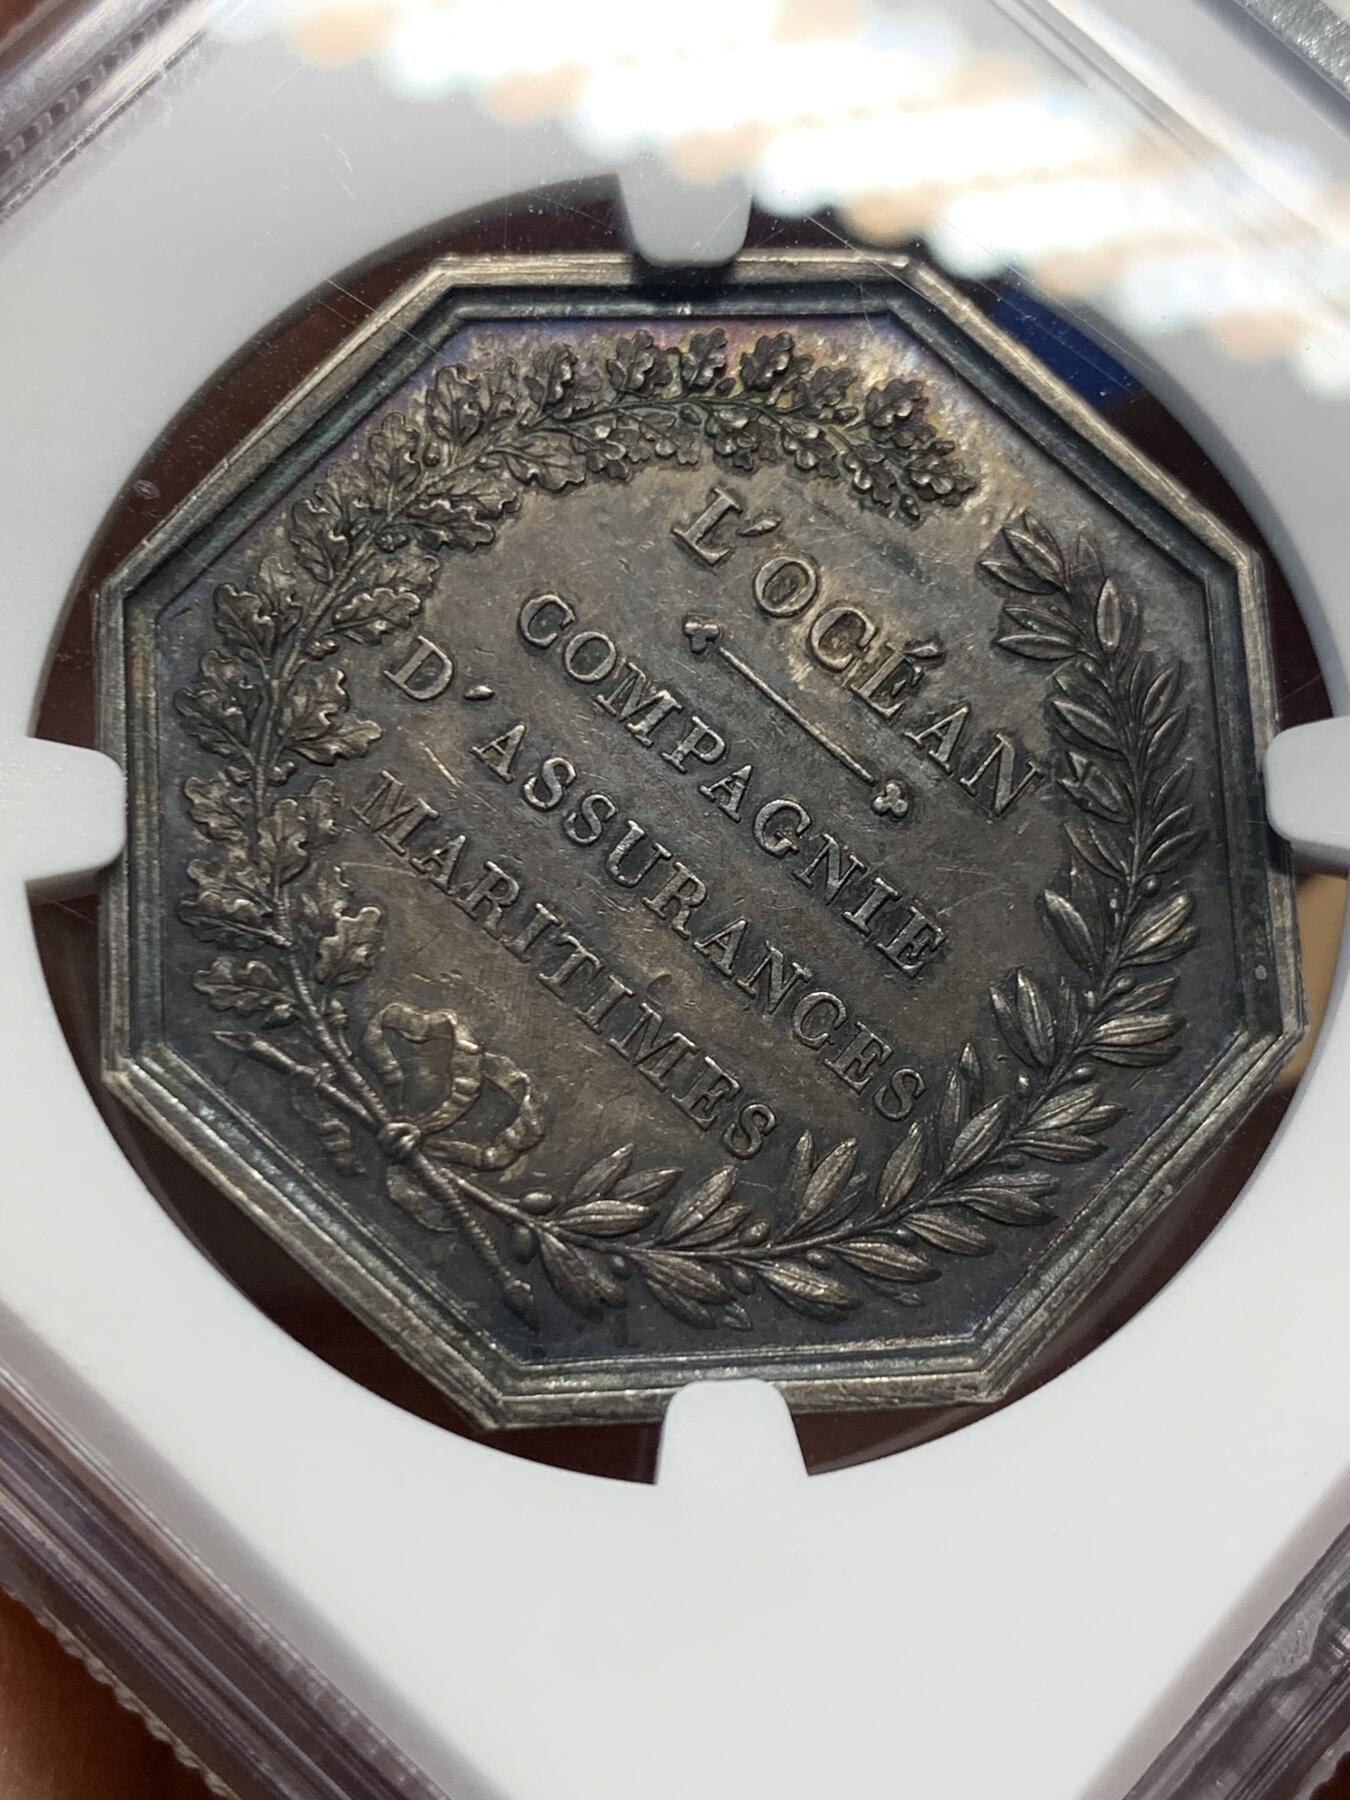 L'OCÉAN
COMPAGNIE
D'ASSURANCES
MARITIMES